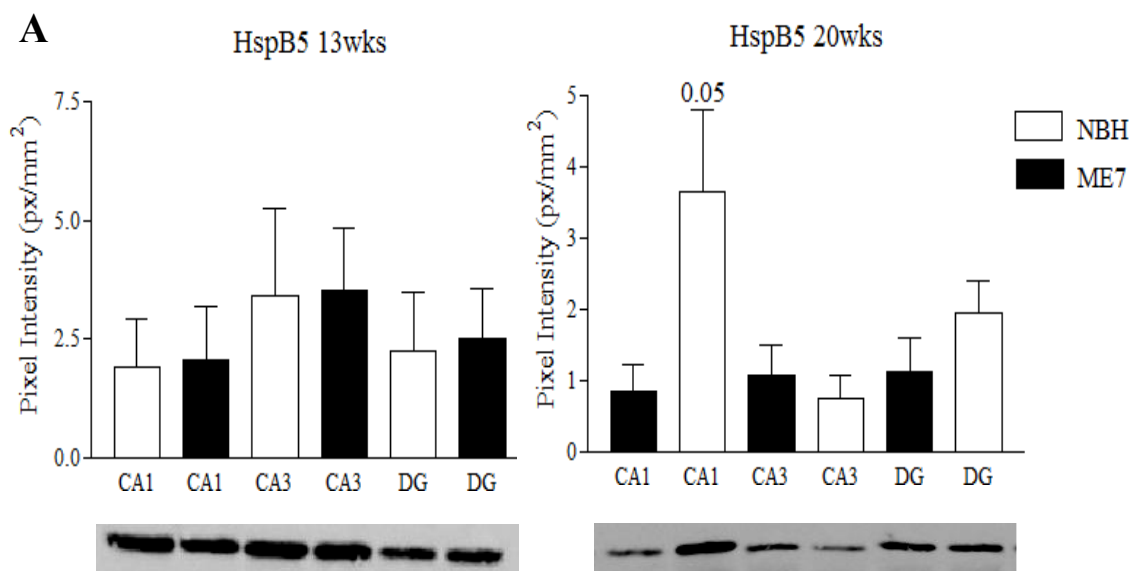 A
HspB5 13wks
Pixel Intensity (px/mm²)
7.5
5.0
2.5
0.0
CA1 CA1 CA3 CA3 DG DG
HspB5 20wks
Pixel Intensity (px/mm²)
5
4
3
2
1
0
0.05
CA1 CA1 CA3 CA3 DG DG
NBH
ME7